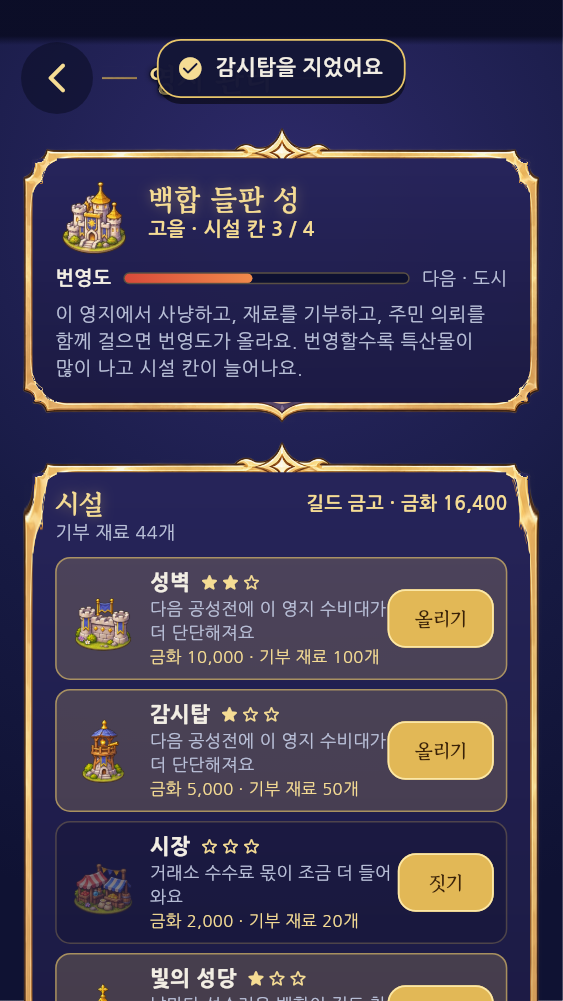 감시탑을 지었어요
백합 들판 성
고을 · 시설 칸 3 / 4
번영도
다음 · 도시
이 영지에서 사냥하고, 재료를 기부하고, 주민 의뢰를
함께 걸으면 번영도가 올라요. 번영할수록 특산물이
많이 나고 시설 칸이 늘어나요.
시설
길드 금고 · 금화 16,400
기부 재료 44개
성벽
다음 공성전에 이 영지 수비대가
더 단단해져요
금화 10,000 · 기부 재료 100개
올리기
감시탑
다음 공성전에 이 영지 수비대가
더 단단해져요
금화 5,000 · 기부 재료 50개
올리기
시장
거래소 수수료 몫이 조금 더 들어
와요
금화 2,000 · 기부 재료 20개
짓기
빛의 성당